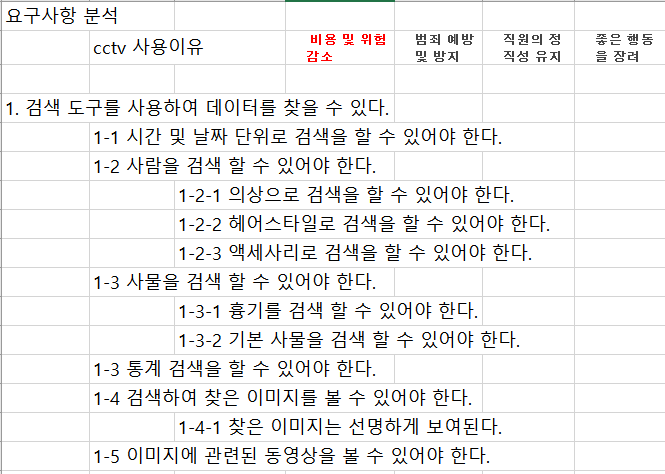 요구사항 분석
cctv 사용이유
비용 및 위험
감소
범죄 예방
및 방지
직원의 정
직성 유지
좋은 행동
을 장려
1. 검색 도구를 사용하여 데이터를 찾을 수 있다.
1-1 시간 및 날짜 단위로 검색을 할 수 있어야 한다.
1-2 사람을 검색 할 수 있어야 한다.
1-2-1 의상으로 검색을 할 수 있어야 한다.
1-2-2 헤어스타일로 검색을 할 수 있어야 한다.
1-2-3 액세사리로 검색을 할 수 있어야 한다.
1-3 사물을 검색 할 수 있어야 한다.
1-3-1 흉기를 검색 할 수 있어야 한다.
1-3-2 기본 사물을 검색 할 수 있어야 한다.
1-3 통계 검색을 할 수 있어야 한다.
1-4 검색하여 찾은 이미지를 볼 수 있어야 한다.
1-4-1 찾은 이미지는 선명하게 보여된다.
1-5 이미지에 관련된 동영상을 볼 수 있어야 한다.